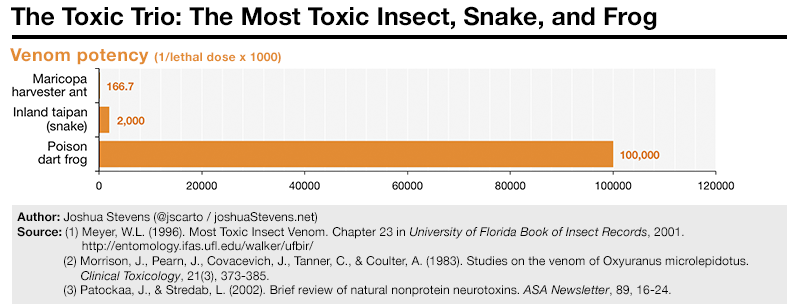 The Toxic Trio: The Most Toxic Insect, Snake, and Frog
Venom potency (1/lethal dose x 1000)
Maricopa
harvester ant
166.7
Inland taipan
(snake)
2,000
Poison
dart frog
100,000
0 20000 40000 60000 80000 100000 120000
Author: Joshua Stevens (@jscarto / joshuaStevens.net)
Source: (1) Meyer, W.L. (1996). Most Toxic Insect Venom. Chapter 23 in University of Florida Book of Insect Records, 2001.
http://entomology.ifas.ufl.edu/walker/ufbir/
(2) Morrison, J., Pearn, J., Covacevich, J., Tanner, C., & Coulter, A. (1983). Studies on the venom of Oxyuranus microlepidotus.
Clinical Toxicology, 21(3), 373-385.
(3) Patockaa, J., & Stredab, L. (2002). Brief review of natural nonprotein neurotoxins. ASA Newsletter, 89, 16-24.